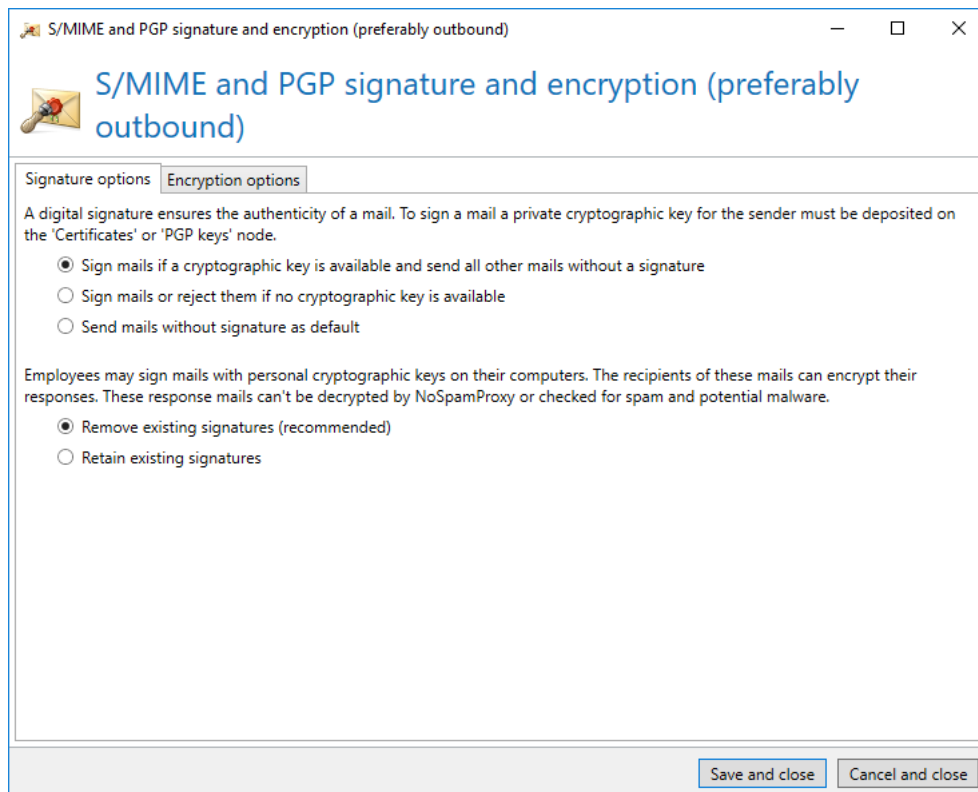 S/MIME and PGP signature and encryption (preferably outbound)
S/MIME and PGP signature and encryption (preferably
outbound)
Signature options
Encryption options
A digital signature ensures the authenticity of a mail. To sign a mail a private cryptographic key for the sender must be deposited on
the 'Certificates' or 'PGP keys' node.
Sign mails if a cryptographic key is available and send all other mails without a signature
Sign mails or reject them if no cryptographic key is available
Send mails without signature as default
Employees may sign mails with personal cryptographic keys on their computers. The recipients of these mails can encrypt their
responses. These response mails can't be decrypted by NoSpamProxy or checked for spam and potential malware.
Remove existing signatures (recommended)
Retain existing signatures
Save and close
Cancel and close